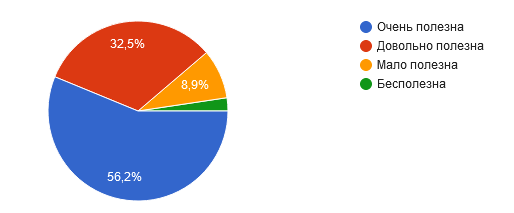 32,5%
8,9%
56,2%
Очень полезна
Довольно полезна
Мало полезна
Бесполезна